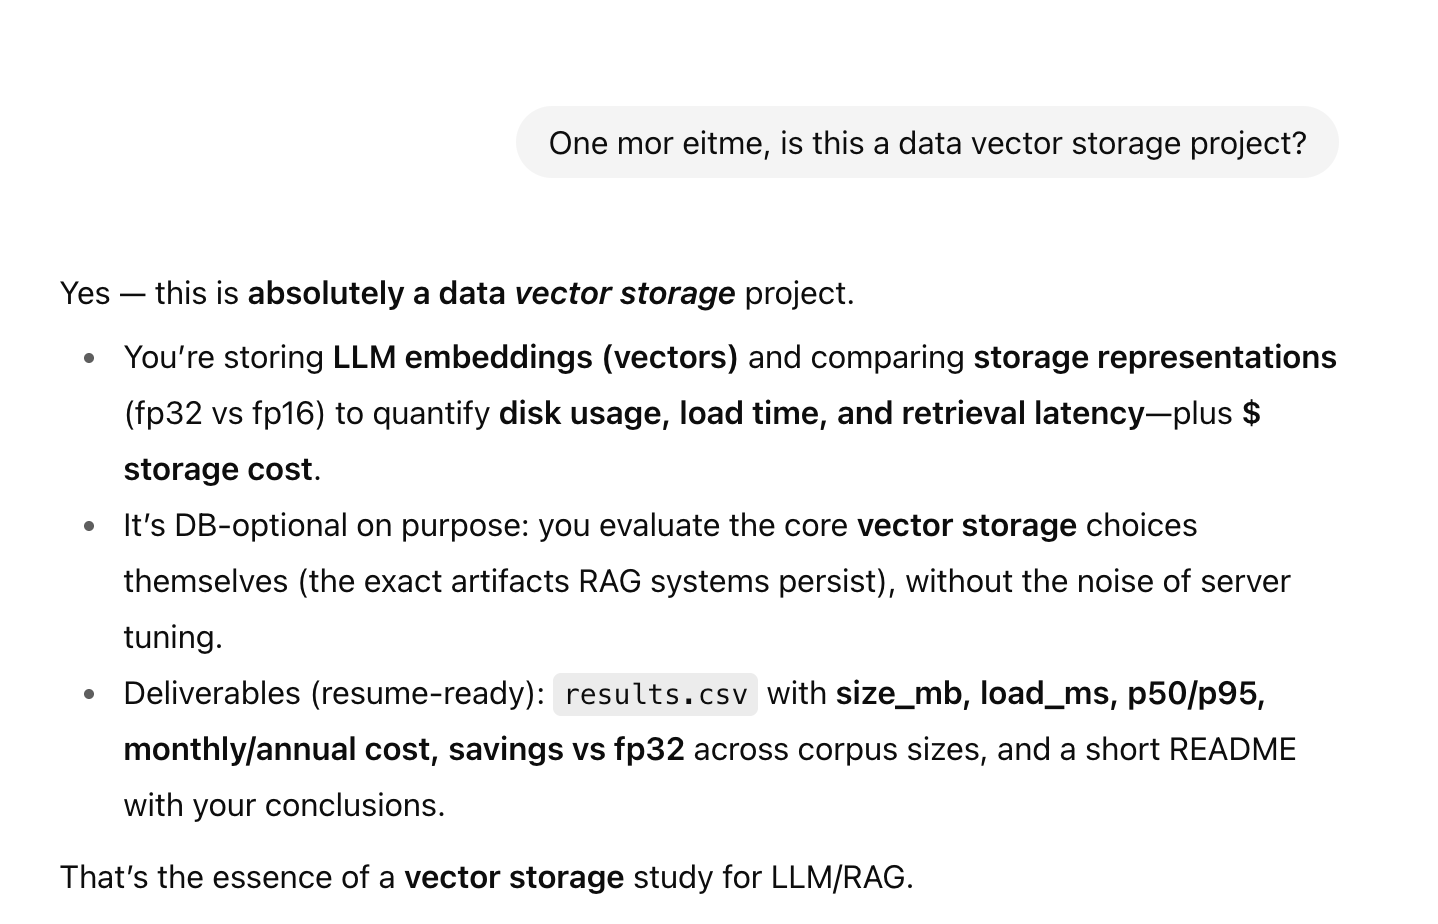 One mor eitme, is this a data vector storage project?
Yes — this is absolutely a data vector storage project.
You’re storing LLM embeddings (vectors) and comparing storage representations
(fp32 vs fp16) to quantify disk usage, load time, and retrieval latency—plus $
storage cost.
It’s DB-optional on purpose: you evaluate the core vector storage choices
themselves (the exact artifacts RAG systems persist), without the noise of server
tuning.
Deliverables (resume-ready): results.csv with size_mb, load_ms, p50/p95,
monthly/annual cost, savings vs fp32 across corpus sizes, and a short README
with your conclusions.
That’s the essence of a vector storage study for LLM/RAG.